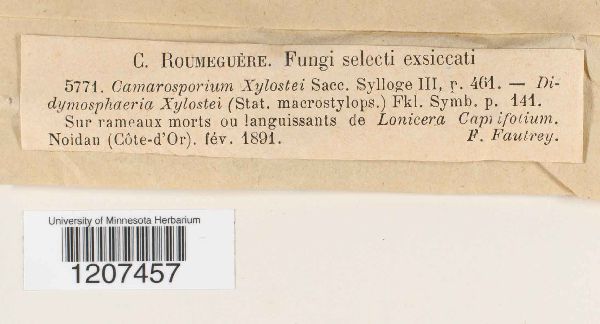 C. ROUMEGUÈRE. Fungi selecti exsiccati
5771. Camarosporium Xylostei Sacc. Sylloge III, p. 461. — Di-
dymosphaeria Xylostei (Stat. macrostylops.) Fkl. Symb. p. 141.
Sur rameaux morts ou languissants de Lonicera Caprifolium.
Noidan (Côte-d'Or). fév. 1891. F. Fautrey.
University of Minnesota Herbarium
1207457